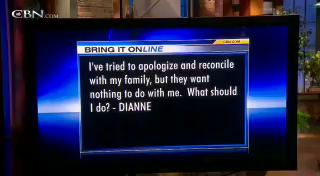 CBN.COM
BRING IT ONLINE
I've tried to apologize and reconcile
with my family, but they want
nothing to do with me. What should
I do? - DIANNE